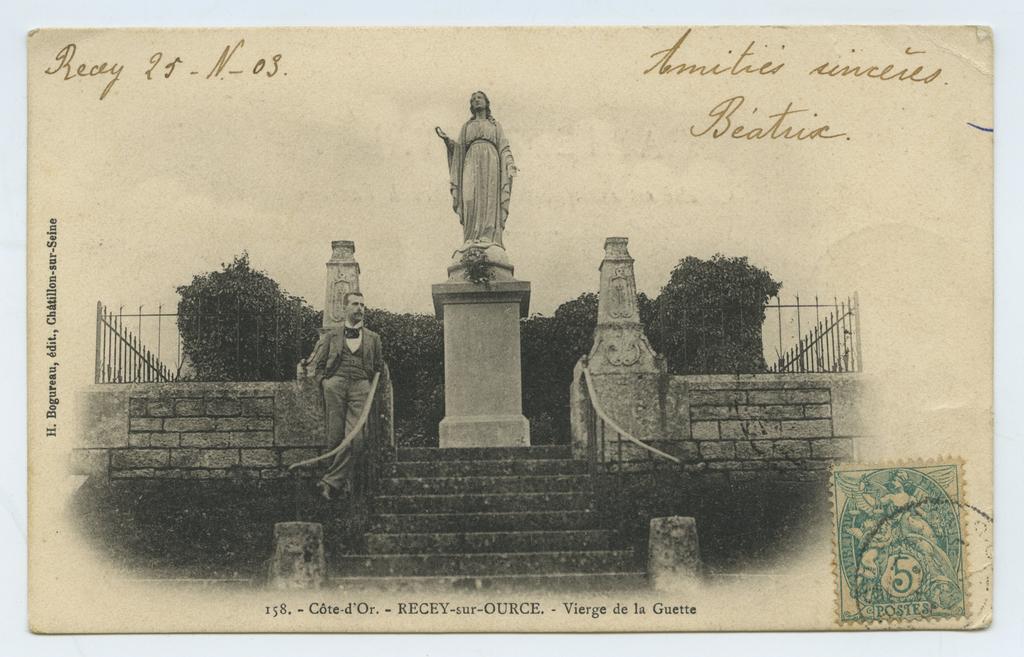 Recey 25-N-03.
Amitiés sincères.
Béatrix.
H. Bogureau, édit., Châtillon-sur-Seine
158. - Côte-d'Or. - RECEY-sur-OURCE. - Vierge de la Guette
5c
POSTES